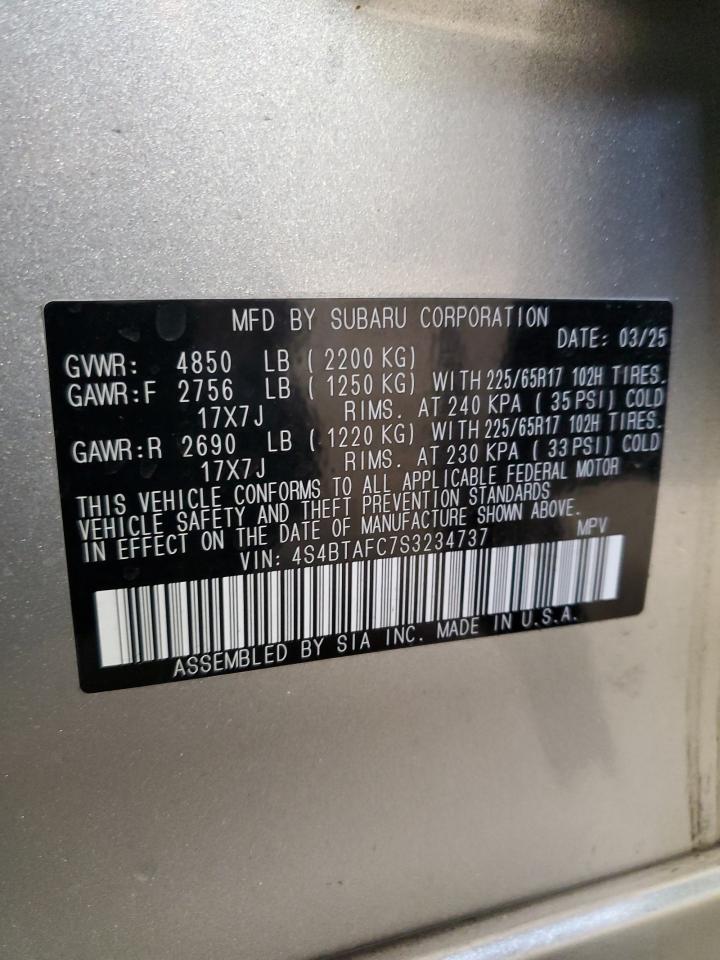 MFD BY SUBARU CORPORATION
DATE: 03/25
GVWR: 4850 LB ( 2200 KG)
GAWR:F 2756 LB ( 1250 KG) WITH 225/65R17 102H TIRES.
17X7J RIMS. AT 240 KPA ( 35 PSI) COLD
GAWR:R 2690 LB ( 1220 KG) WITH 225/65R17 102H TIRES.
17X7J RIMS. AT 230 KPA ( 33 PSI) COLD
THIS VEHICLE CONFORMS TO ALL APPLICABLE FEDERAL MOTOR
VEHICLE SAFETY AND THEFT PREVENTION STANDARDS
IN EFFECT ON THE DATE OF MANUFACTURE SHOWN ABOVE.
VIN: 4S4BTAFC7S3234737 MPV
ASSEMBLED BY SIA INC. MADE IN U.S.A.